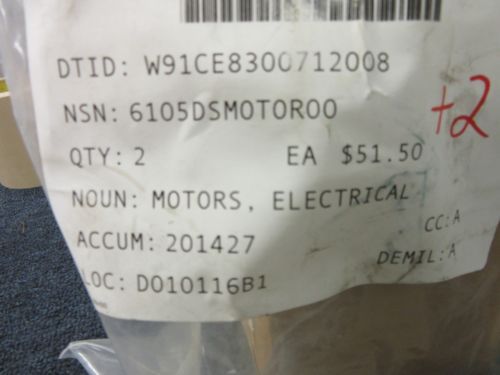 DTID: W91CE8300712008
NSN: 6105DSMOTOR00
+2
QTY: 2 EA $51.50
NOUN: MOTORS, ELECTRICAL
ACCUM: 201427 CC: A
LOC: D010116B1 DEMIL: A